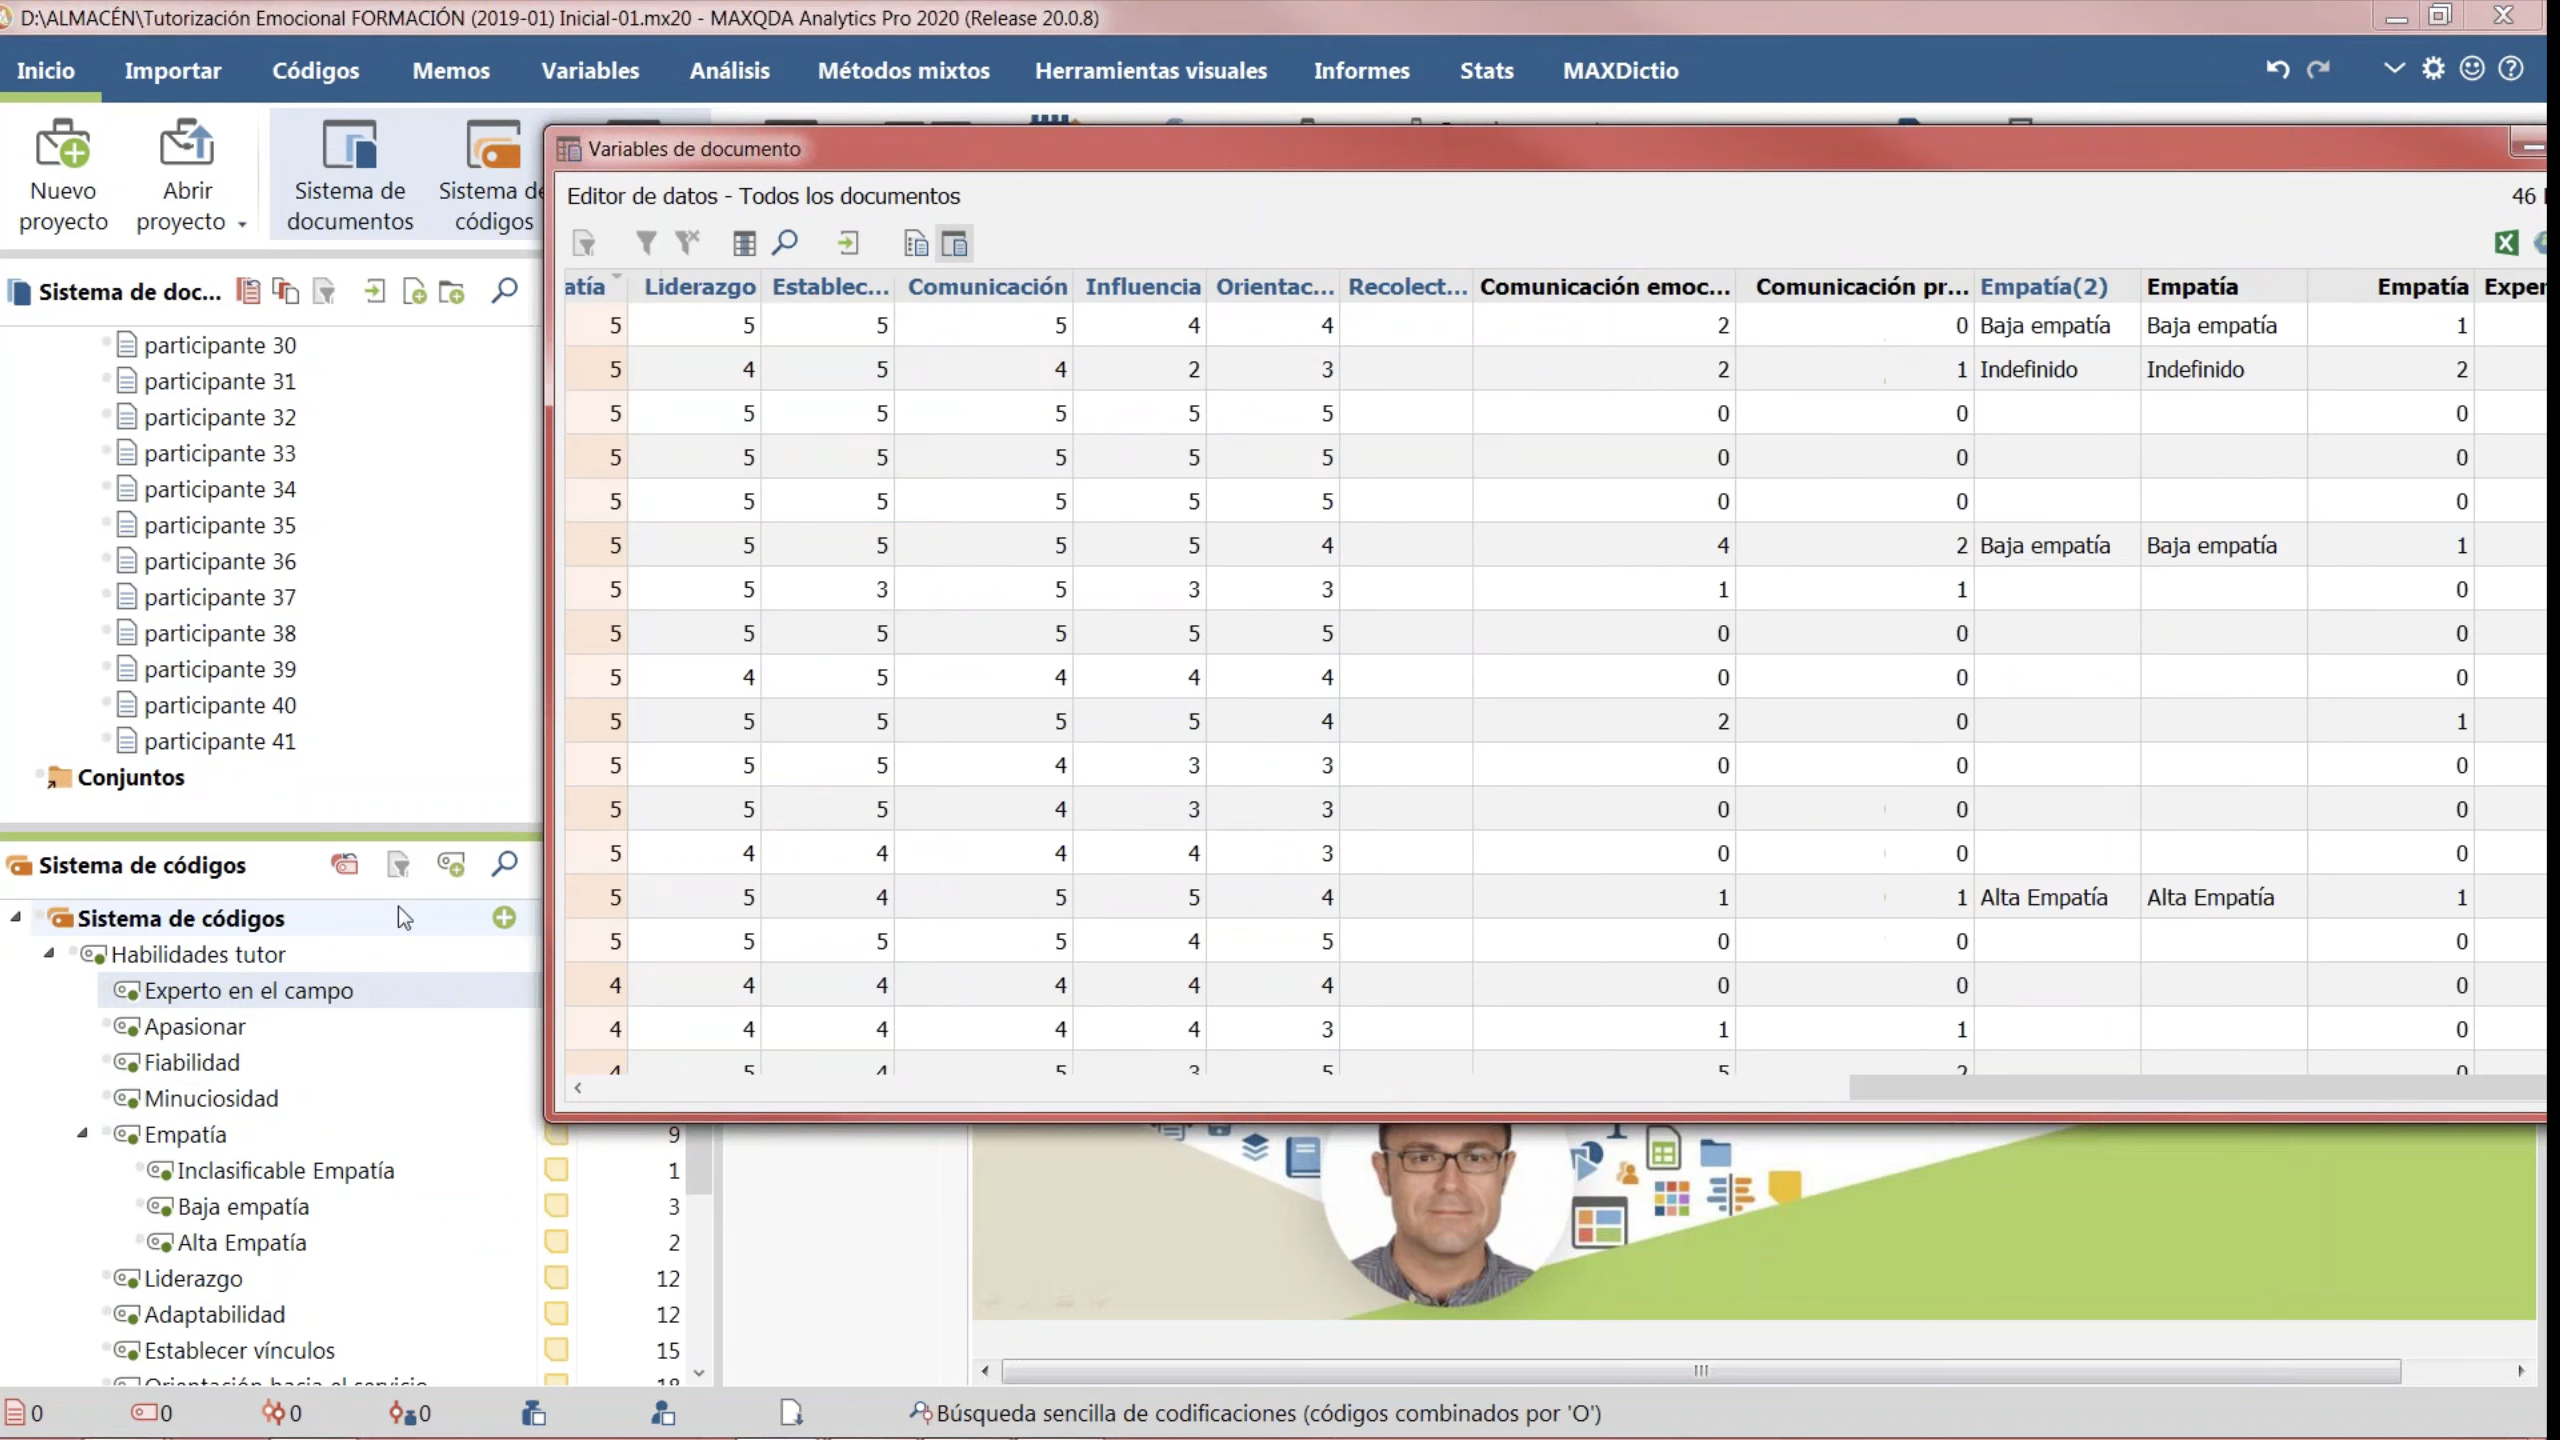 D:\ALMACÉN\Tutorización Emocional FORMACIÓN (2019-01) Inicial-01.mx20 - MAXQDA Analytics Pro 2020 (Release 20.0.8)
Inicio Importar Códigos Memos Variables Análisis Métodos mixtos Herramientas visuales Informes Stats MAXDictio
Nuevo proyecto
Abrir proyecto
Sistema de documentos
Sistema de códigos
Variables de documento
Editor de datos - Todos los documentos 46
Sistema de doc...
participante 30
participante 31
participante 32
participante 33
participante 34
participante 35
participante 36
participante 37
participante 38
participante 39
participante 40
participante 41
Conjuntos
atía Liderazgo Establec... Comunicación Influencia Orientac... Recolect... Comunicación emoc... Comunicación pr... Empatía(2) Empatía Empatía Exper
5 5 5 5 4 4 2 0 Baja empatía Baja empatía 1
5 4 5 4 2 3 2 1 Indefinido Indefinido 2
5 5 5 5 5 5 0 0 0
5 5 5 5 5 5 0 0 0
5 5 5 5 5 5 0 0 0
5 5 5 5 5 4 4 2 Baja empatía Baja empatía 1
5 5 3 5 3 3 1 1 0
5 5 5 5 5 5 0 0 0
5 4 5 4 4 4 0 0 0
5 5 5 5 5 4 2 0 1
5 5 5 4 3 3 0 0 0
5 5 5 4 3 3 0 0 0
5 4 4 4 4 3 0 0 0
5 5 4 5 5 4 1 1 Alta Empatía Alta Empatía 1
5 5 5 5 4 5 0 0 0
4 4 4 4 4 4 0 0 0
4 4 4 4 4 3 1 1 0
4 5 4 5 3 5 5 2 0
Sistema de códigos
Sistema de códigos
Habilidades tutor
Experto en el campo
Apasionar
Fiabilidad
Minuciosidad
Empatía 9
Inclasificable Empatía 1
Baja empatía 3
Alta Empatía 2
Liderazgo 12
Adaptabilidad 12
Establecer vínculos 15
Orientación hacia el servicio 18
0 0 0 0 Búsqueda sencilla de codificaciones (códigos combinados por 'O')